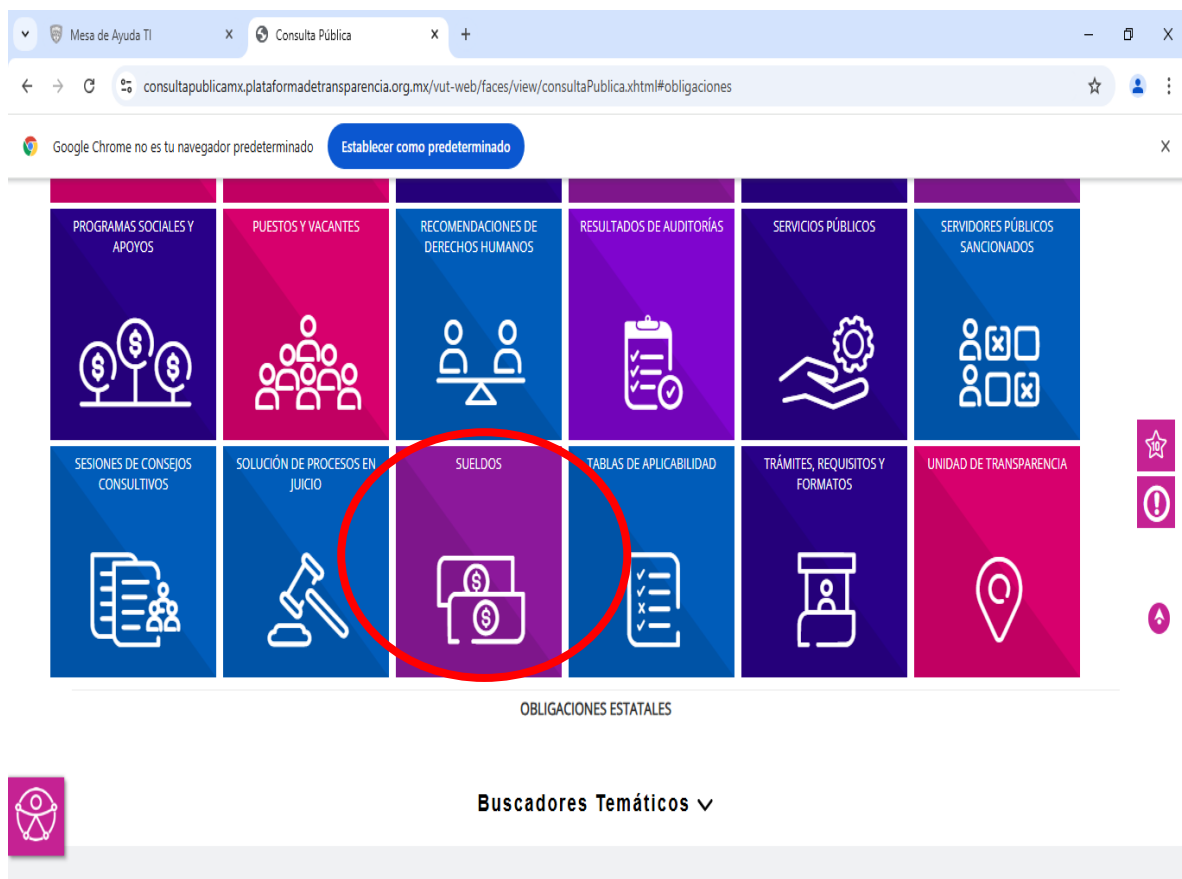 Mesa de Ayuda TI
Consulta Pública
consultapublicamx.plataformadetransparencia.org.mx/vut-web/faces/view/consultaPublica.xhtml#obligaciones
Google Chrome no es tu navegador predeterminado
Establecer como predeterminado
PROGRAMAS SOCIALES Y
APOYOS
PUESTOS Y VACANTES
RECOMENDACIONES DE
DERECHOS HUMANOS
RESULTADOS DE AUDITORÍAS
SERVICIOS PÚBLICOS
SERVIDORES PÚBLICOS
SANCIONADOS
SESIONES DE CONSEJOS
CONSULTIVOS
SOLUCIÓN DE PROCESOS EN
JUICIO
SUELDOS
TABLAS DE APLICABILIDAD
TRÁMITES, REQUISITOS Y
FORMATOS
UNIDAD DE TRANSPARENCIA
10
OBLIGACIONES ESTATALES
Buscadores Temáticos